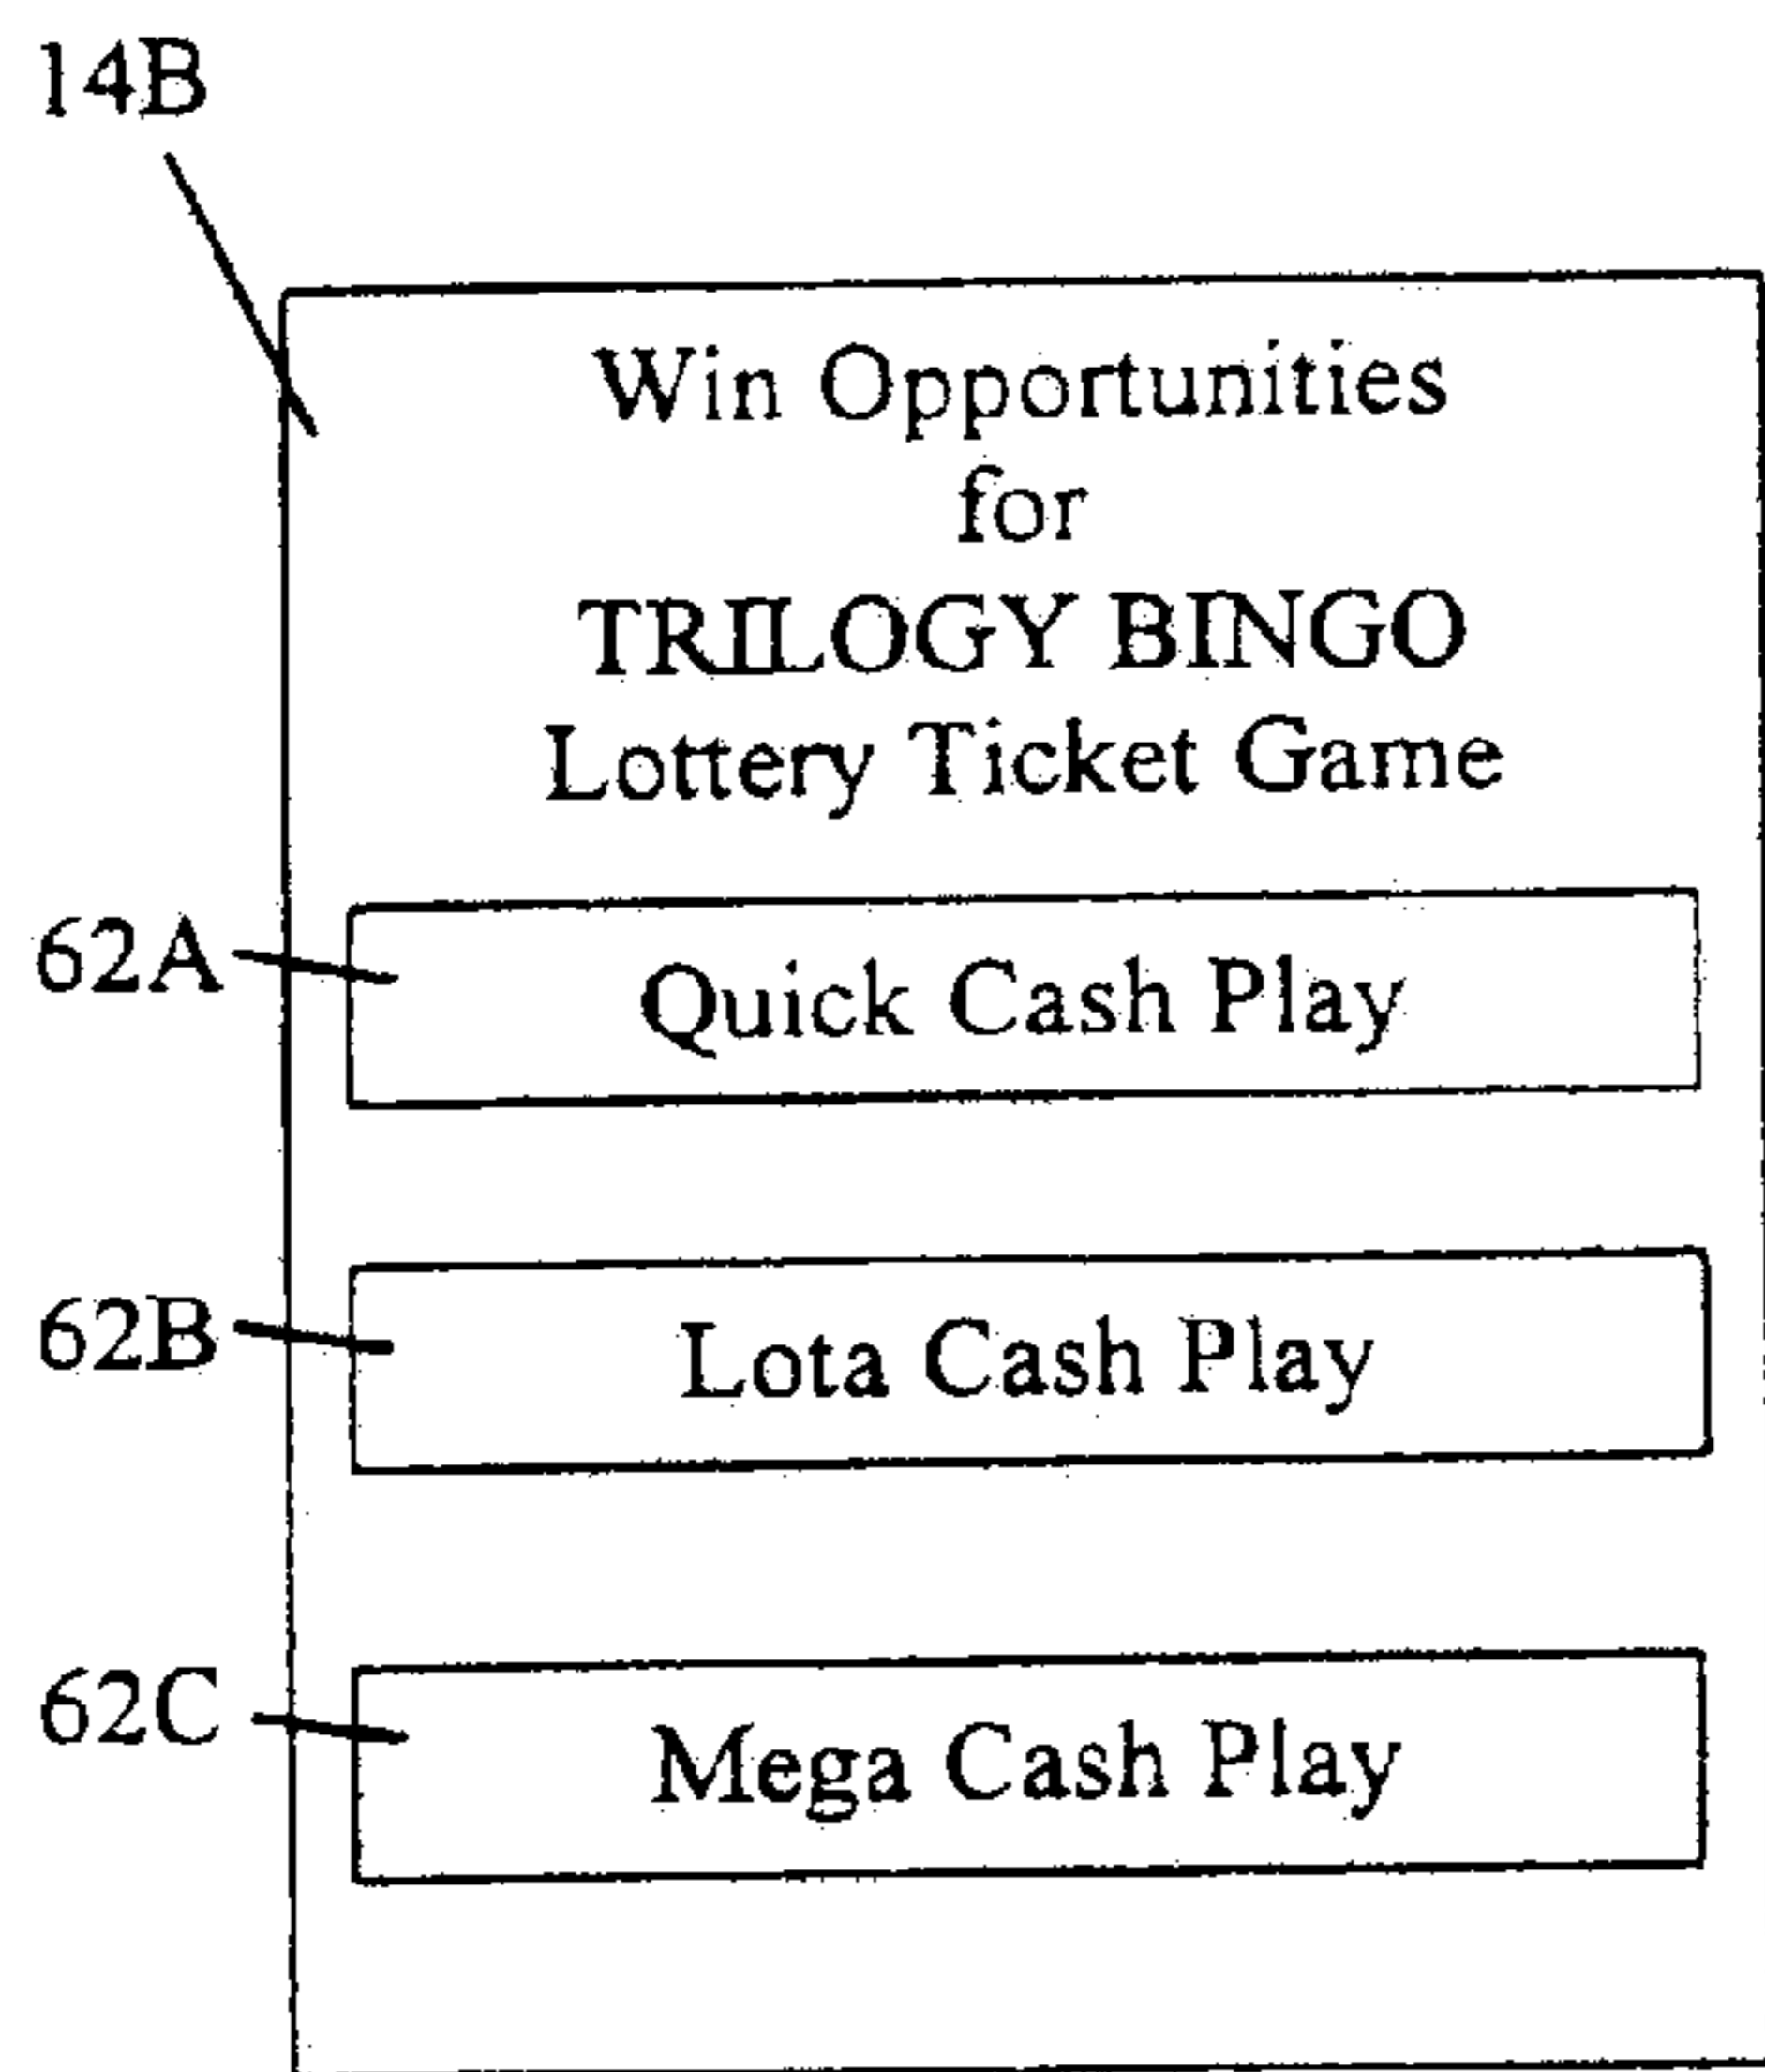 14B
Win Opportunities
for
TRILOGY BINGO
Lottery Ticket Game
62A
Quick Cash Play
62B
Lota Cash Play
62C
Mega Cash Play